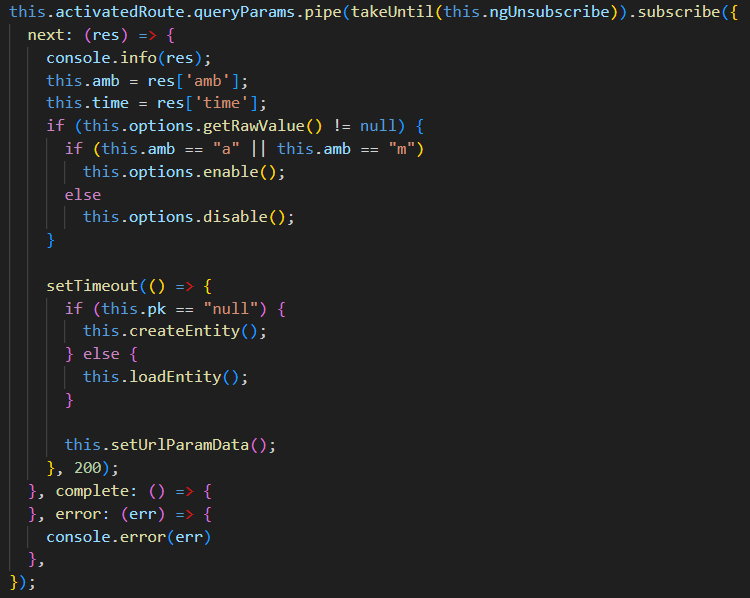 this.activatedRoute.queryParams.pipe(takeUntil(this.ngUnsubscribe)).subscribe({
  next: (res) => {
    console.info(res);
    this.amb = res['amb'];
    this.time = res['time'];
    if (this.options.getRawValue() != null) {
      if (this.amb == "a" || this.amb == "m")
        this.options.enable();
      else
        this.options.disable();
    }

    setTimeout(() => {
      if (this.pk == "null") {
        this.createEntity();
      } else {
        this.loadEntity();
      }

      this.setUrlParamData();
    }, 200);
  }, complete: () => {
  }, error: (err) => {
    console.error(err)
  },
});